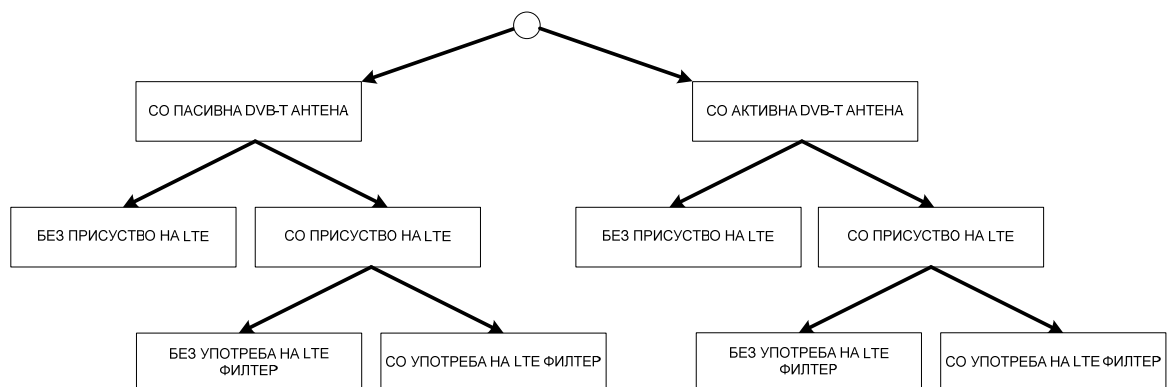 СО ПАСИВНА DVB-T АНТЕНА
СО АКТИВНА DVB-T АНТЕНА
БЕЗ ПРИСУСТВО НА LTE
СО ПРИСУСТВО НА LTE
БЕЗ ПРИСУСТВО НА LTE
СО ПРИСУСТВО НА LTE
БЕЗ УПОТРЕБА НА LTE
ФИЛТЕР
СО УПОТРЕБА НА LTE ФИЛТЕР
БЕЗ УПОТРЕБА НА LTE
ФИЛТЕР
СО УПОТРЕБА НА LTE ФИЛТЕР